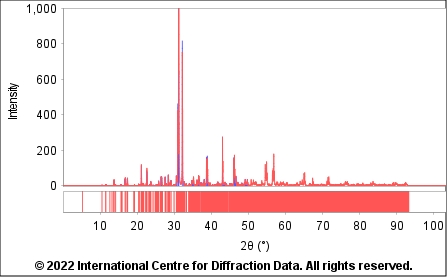 1,000
800
600
400
200
0
Intensity
10 20 30 40 50 60 70 80 90 100
2θ (°)
© 2022 International Centre for Diffraction Data. All rights reserved.